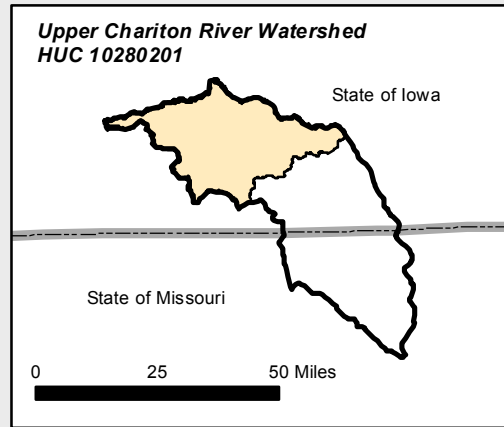 Upper Chariton River Watershed
HUC 10280201
State of Iowa
State of Missouri
0 25 50 Miles